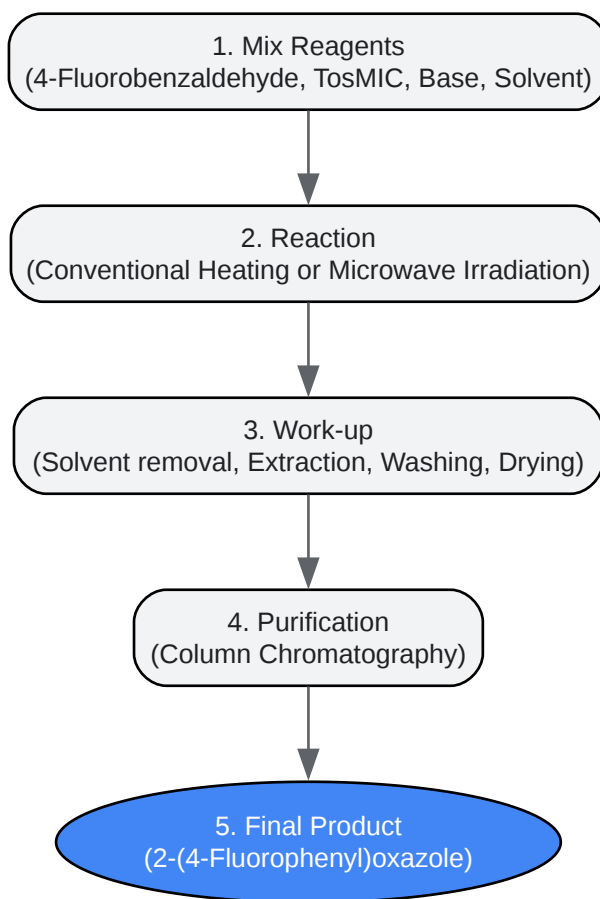 1. Mix Reagents
(4-Fluorobenzaldehyde, TosMIC, Base, Solvent)
2. Reaction
(Conventional Heating or Microwave Irradiation)
3. Work-up
(Solvent removal, Extraction, Washing, Drying)
4. Purification
(Column Chromatography)
5. Final Product
(2-(4-Fluorophenyl)oxazole)